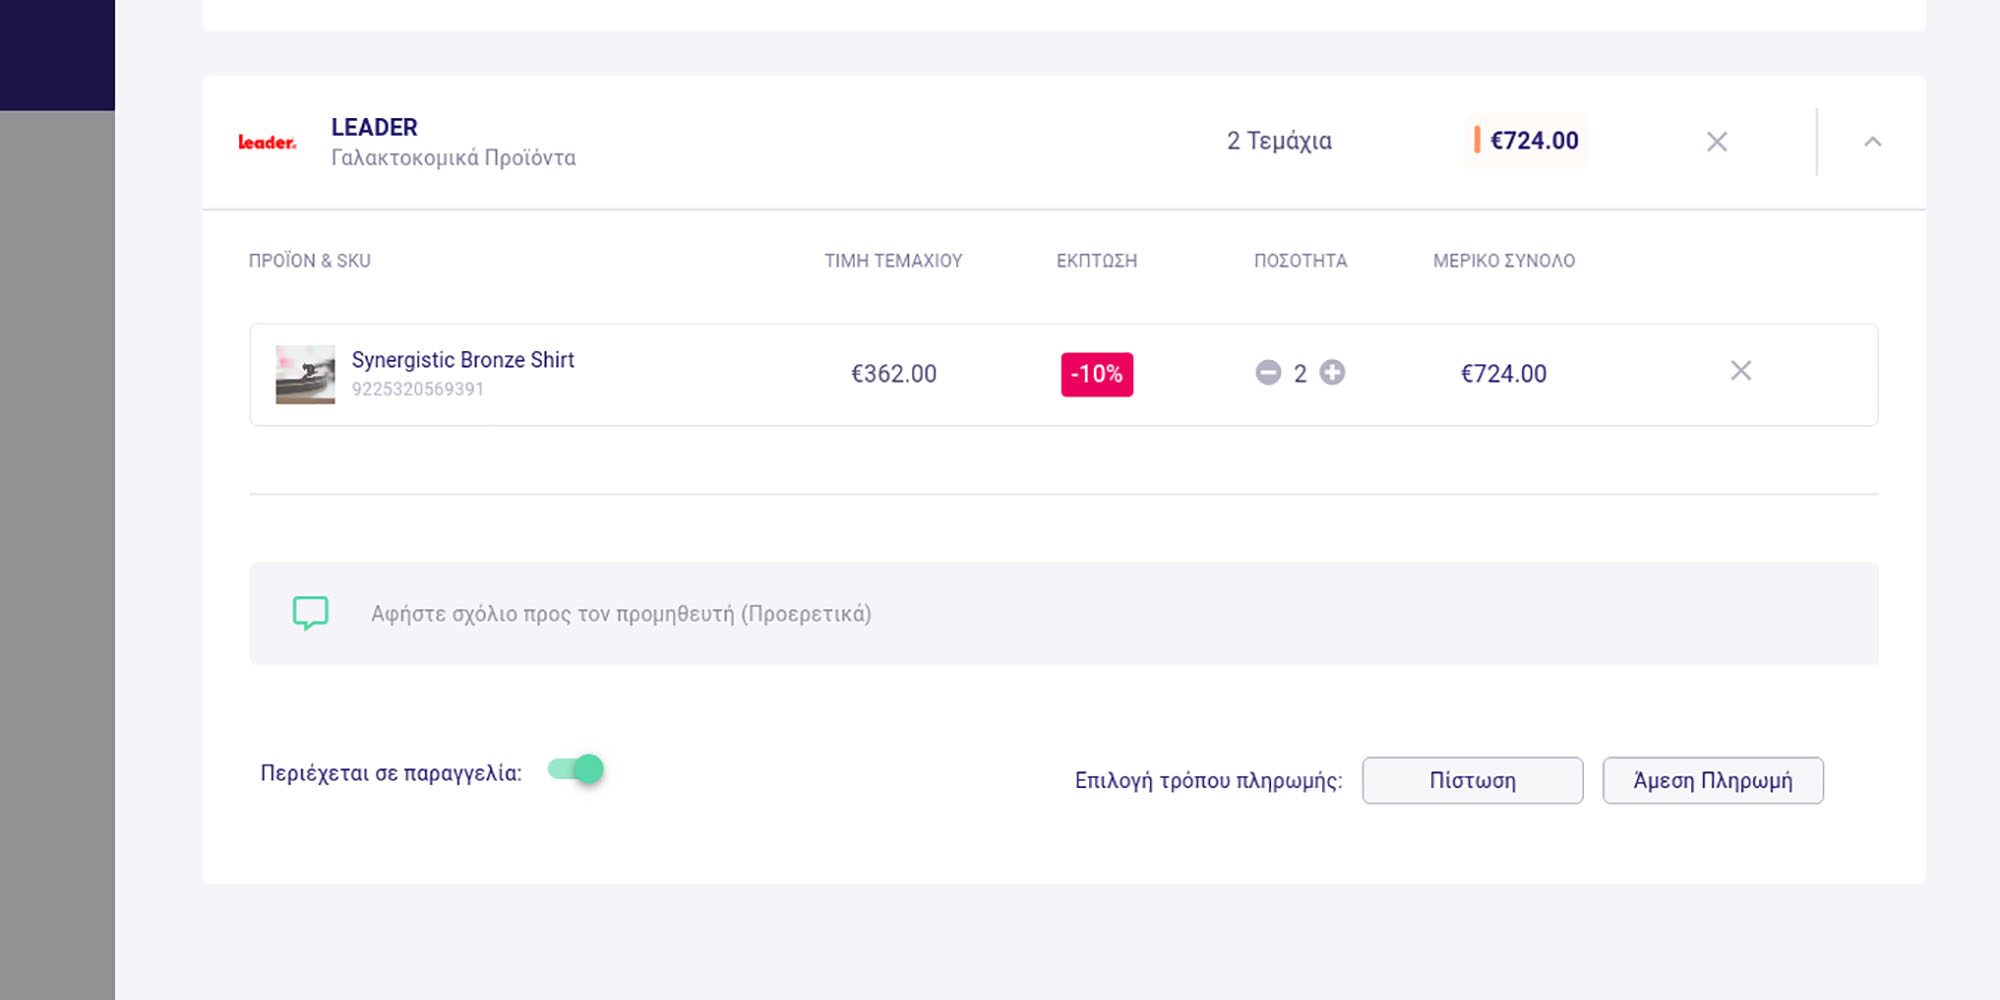 leader.
LEADER
Γαλακτοκομικά Προϊόντα
2 Τεμάχια
€724.00
ΠΡΟΪΟΝ & SKU
ΤΙΜΗ ΤΕΜΑΧΙΟΥ
ΕΚΠΤΩΣΗ
ΠΟΣΟΤΗΤΑ
ΜΕΡΙΚΟ ΣΥΝΟΛΟ
Synergistic Bronze Shirt
9225320569391
€362.00
-10%
2
€724.00
Αφήστε σχόλιο προς τον προμηθευτή (Προερετικά)
Περιέχεται σε παραγγελία:
Επιλογή τρόπου πληρωμής:
Πίστωση
Άμεση Πληρωμή